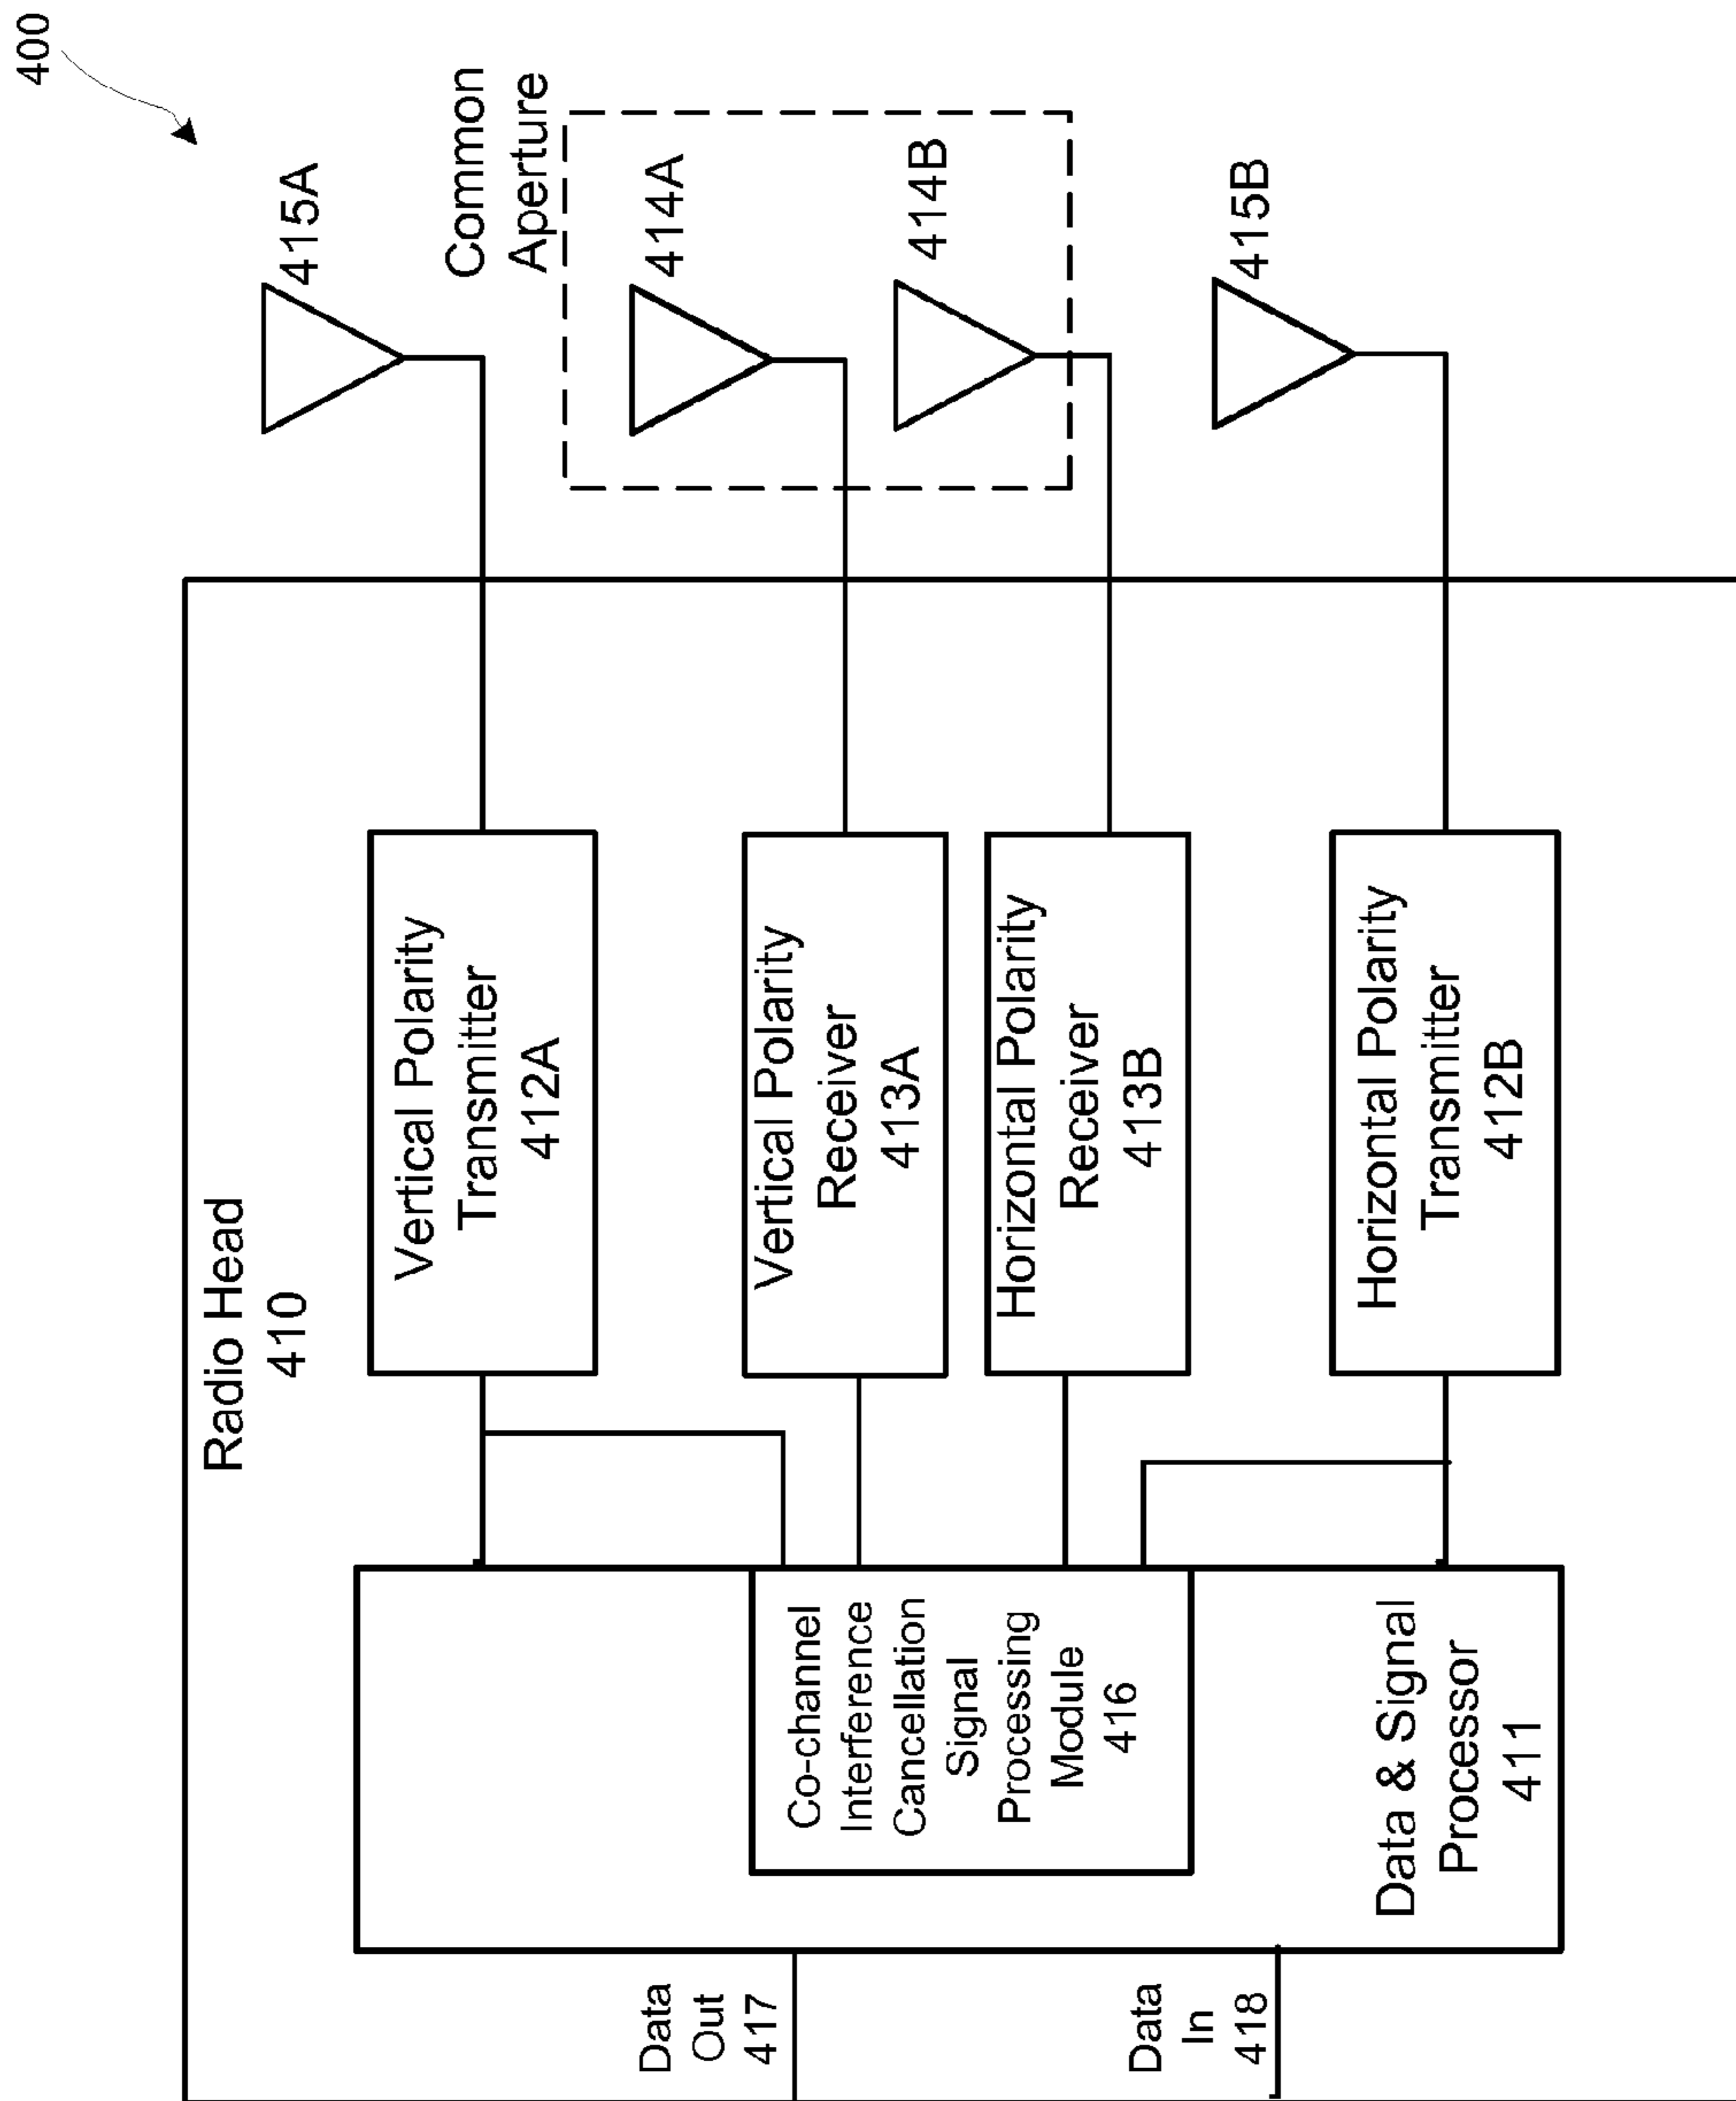 400
Radio Head
410
415A
Common
Aperture
414A
414B
415B
Vertical Polarity
Transmitter
412A
Vertical Polarity
Receiver
413A
Horizontal Polarity
Receiver
413B
Horizontal Polarity
Transmitter
412B
Co-channel
Interference
Cancellation
Signal
Processing
Module
416
Data & Signal
Processor
411
Data
Out
417
Data
In
418